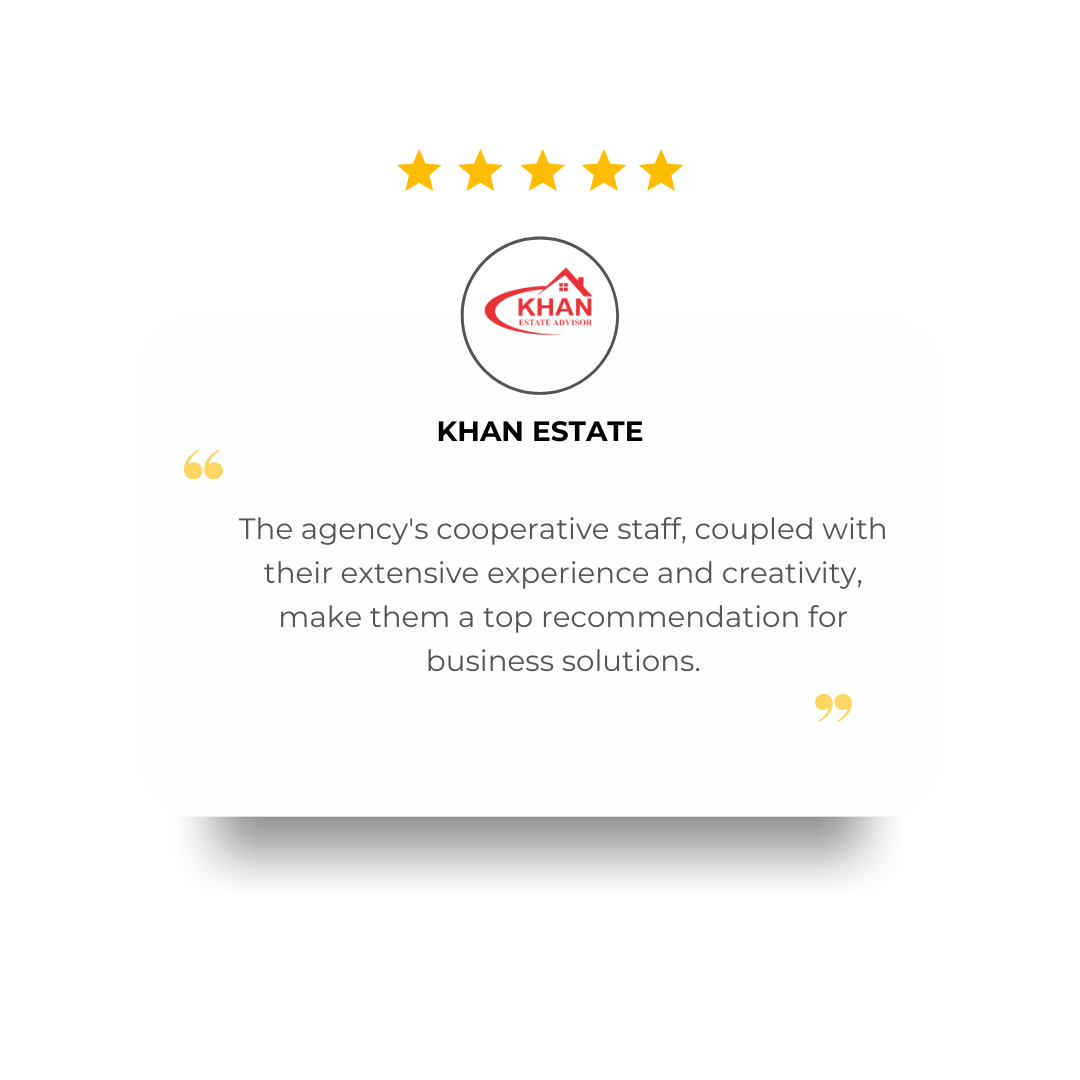 KHAN
ESTATE ADVISOR
KHAN ESTATE
“
The agency's cooperative staff, coupled with
their extensive experience and creativity,
make them a top recommendation for
business solutions.
”